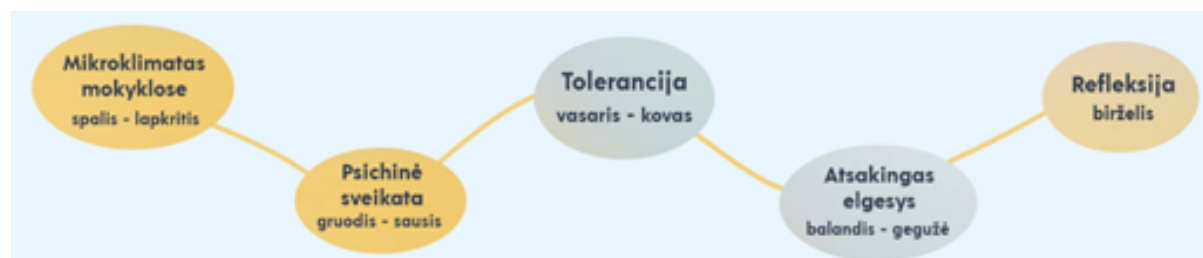 Mikroklimatas
mokyklose
spalis - lapkritis
Psichinė
sveikata
gruodis - sausis
Tolerancija
vasaris - kovas
Atsakingas
elgesys
balandis - gegužė
Refleksija
birželis